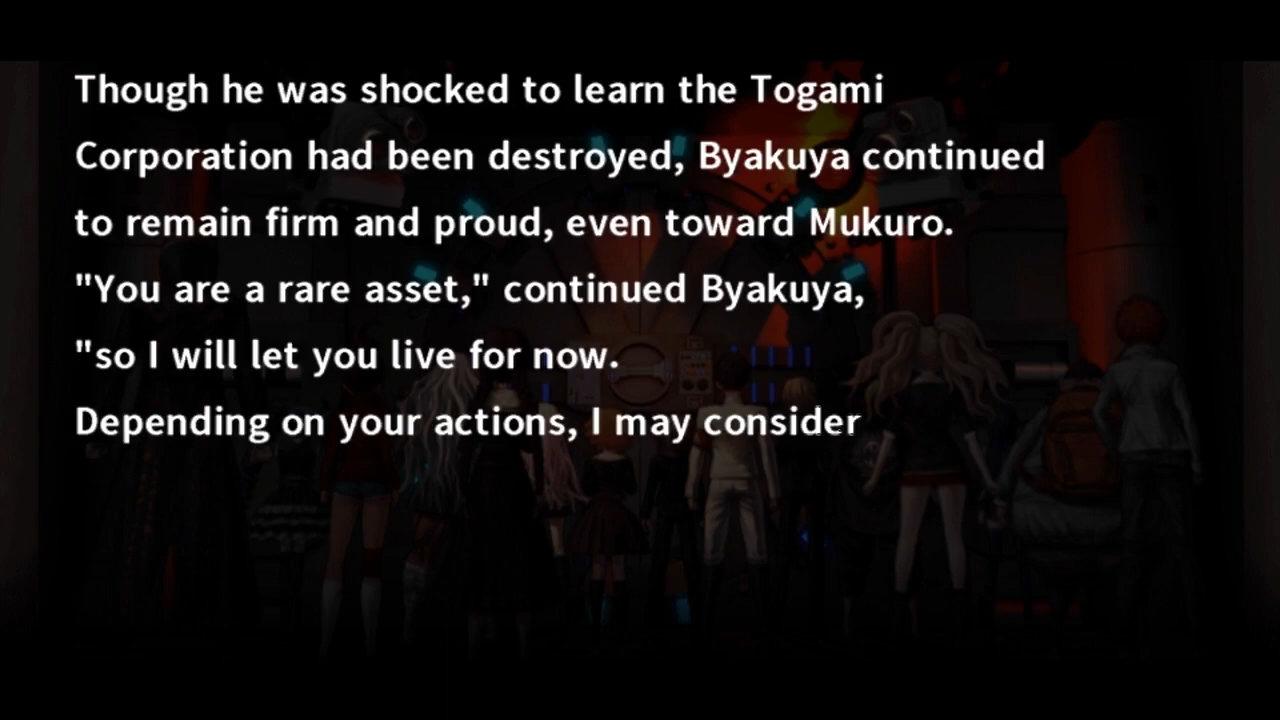 Though he was shocked to learn the Togami
Corporation had been destroyed, Byakuya continued
to remain firm and proud, even toward Mukuro.
"You are a rare asset," continued Byakuya,
"so I will let you live for now.
Depending on your actions, I may consider